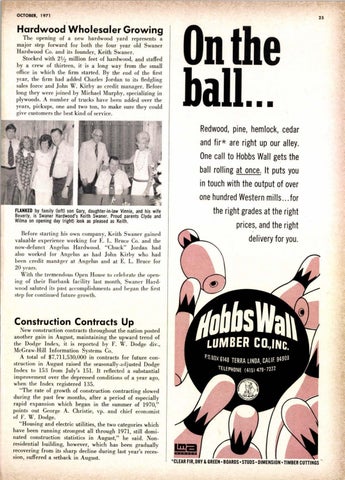 OCTOBER, 1971
25
Hardwood Wholesaler Growing
The opening of a new hardwood yard represents a
major step forward for both the four year old Swaner
Hardwood Co. and its founder, Keith Swaner.
Stocked with 2½ million feet of hardwood, and staffed
by a crew of thirteen, it is a long way from the small
office in which the firm started. By the end of the first
year, the firm had added Charles Jordan to its fledgling
sales force and John W. Kirby as credit manager. Before
long they were joined by Michael Murphy, specializing in
plywoods. A number of trucks have been added over the
years, pickups, one and two ton, to make sure they could
give customers the best kind of service.
FLANKED by family (left) son Gary, daughter-in-law Vinnie, and his wife
Beverly, is Swaner Hardwood's Keith Swaner. Proud parents Clyde and
Wilma on opening day (right) look as pleased as Keith.
Before starting his own company, Keith Swaner gained
valuable experience working for E. L. Bruce Co. and the
now-defunct Angelus Hardwood. "Chuck" Jordan had
also worked for Angelus as had John Kirby who had
been credit manager at Angelus and at E. L. Bruce for
20 years.
With the tremendous Open House to celebrate the open-
ing of their Burbank facility last month, Swaner Hard-
wood saluted its past accomplishments and began the first
step for continued future growth.
Construction Contracts Up
New construction contracts throughout the nation posted
another gain in August, maintaining the upward trend of
the Dodge Index, it is reported by F. W. Dodge div.,
McGraw-Hill Information Systems Co.
A total of $7,711,530,000 in contracts for future con-
struction in August raised the seasonally-adjusted Dodge
Index to 153 from July's 151. It reflected a substantial
improvement over the depressed conditions of a year ago,
when the Index registered 135.
"The rate of growth of construction contracting slowed
during the past few months, after a period of especially
rapid expansion which began in the summer of 1970,"
points out George A. Christie, vp. and chief economist
of F. W. Dodge.
"Housing and electric utilities, the two categories which
have been running strongest all through 1971, still domi-
nated construction statistics in August," he said. Non-
residential building, however, which has been gradually
recovering from its sharp decline during last year's reces-
sion, suffered a setback in August.
On the
ball...
Redwood, pine, hemlock, cedar
and fir* are right up our alley.
One call to Hobbs Wall gets the
ball rolling at once. It puts you
in touch with the output of over
one hundred Western mills...for
the right grades at the right
prices, and the right
delivery for you.
Hobbs Wall
LUMBER CO., INC.
P.O. BOX 6148 TERRA LINDA, CALIF. 94903
TELEPHONE (415) 479-7072
*CLEAR FIR, DRY & GREEN • BOARDS • STUDS • DIMENSION • TIMBER CUTTINGS